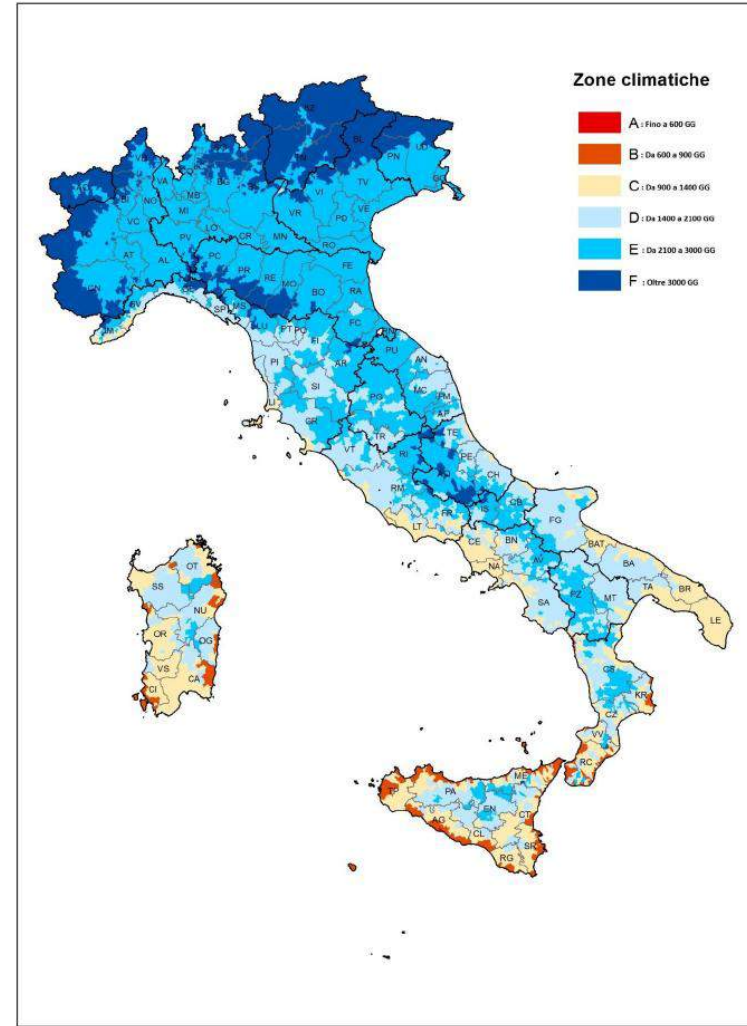 Zone climatiche
A : Fino a 600 GG
B : Da 600 a 900 GG
C : Da 900 a 1400 GG
D : Da 1400 a 2100 GG
E : Da 2100 a 3000 GG
F : Oltre 3000 GG
BZ
BL
UD
PN
TN
GO
VA
BG
TV
VI
BI
NO
MB
MI
VR
PD
VE
VC
LO
PV
CR
MN
RO
AT
AL
PC
PR
RE
MO
FE
CN
BO
RA
SP
MS
IM
LU
PT
PO
FC
FI
PU
AN
PI
AR
MC
SI
FM
LI
PG
AP
GR
TR
TE
VT
RI
PE
AQ
CH
RM
CB
FR
IS
FG
LT
CE
BN
BAT
BA
NA
AV
TA
BR
PZ
MT
SA
LE
OT
SS
NU
OR
OG
VS
CA
CI
CS
KR
CZ
VV
RC
ME
TP
PA
EN
CT
AG
CL
SR
RG